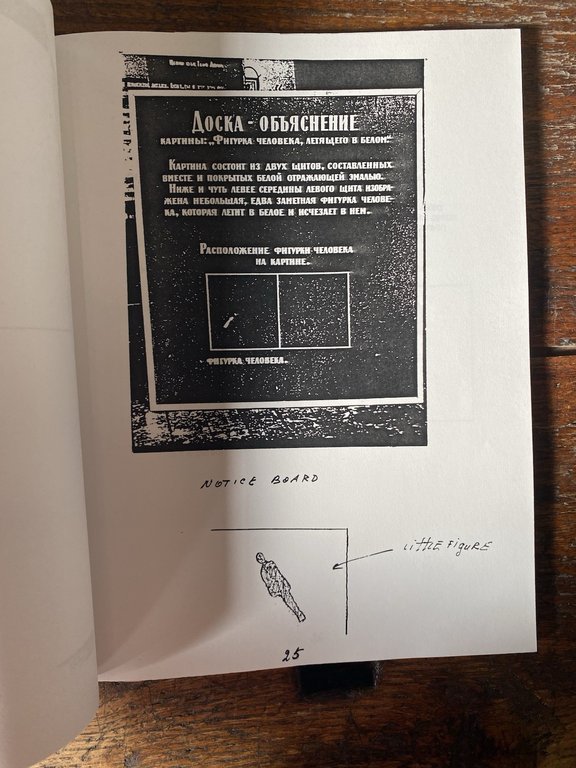 Доска - объяснение
картины: „Фигурка человека, летящего в белом"
Картина состоит из двух щитов, составленных
вместе и покрытых белой отражающей эмалью.
Ниже и чуть левее середины левого щита изобра-
жена небольшая, едва заметная фигурка челове-
ка, которая летит в белое и исчезает в нем.
Расположение фигурки человека
на картине.
фигурка человека.
NOTICE BOARD
little figure
25